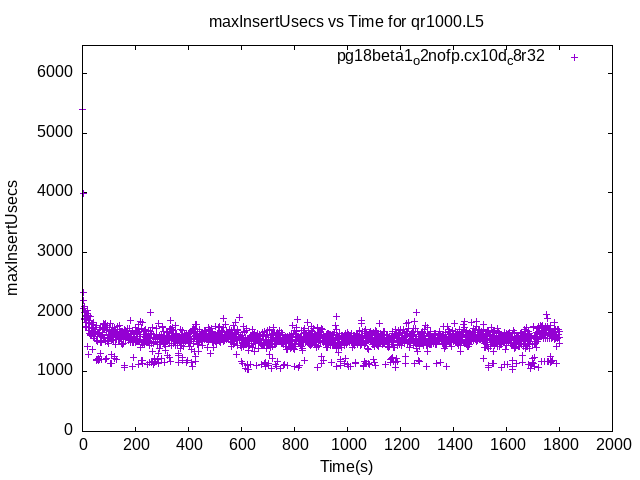 maxInsertUsecs vs Time for qr1000.L5
pg18beta1o2nofp.cx10dc8r32
6000
5000
4000
3000
2000
1000
0
maxInsertUsecs
0 200 400 600 800 1000 1200 1400 1600 1800 2000
Time(s)